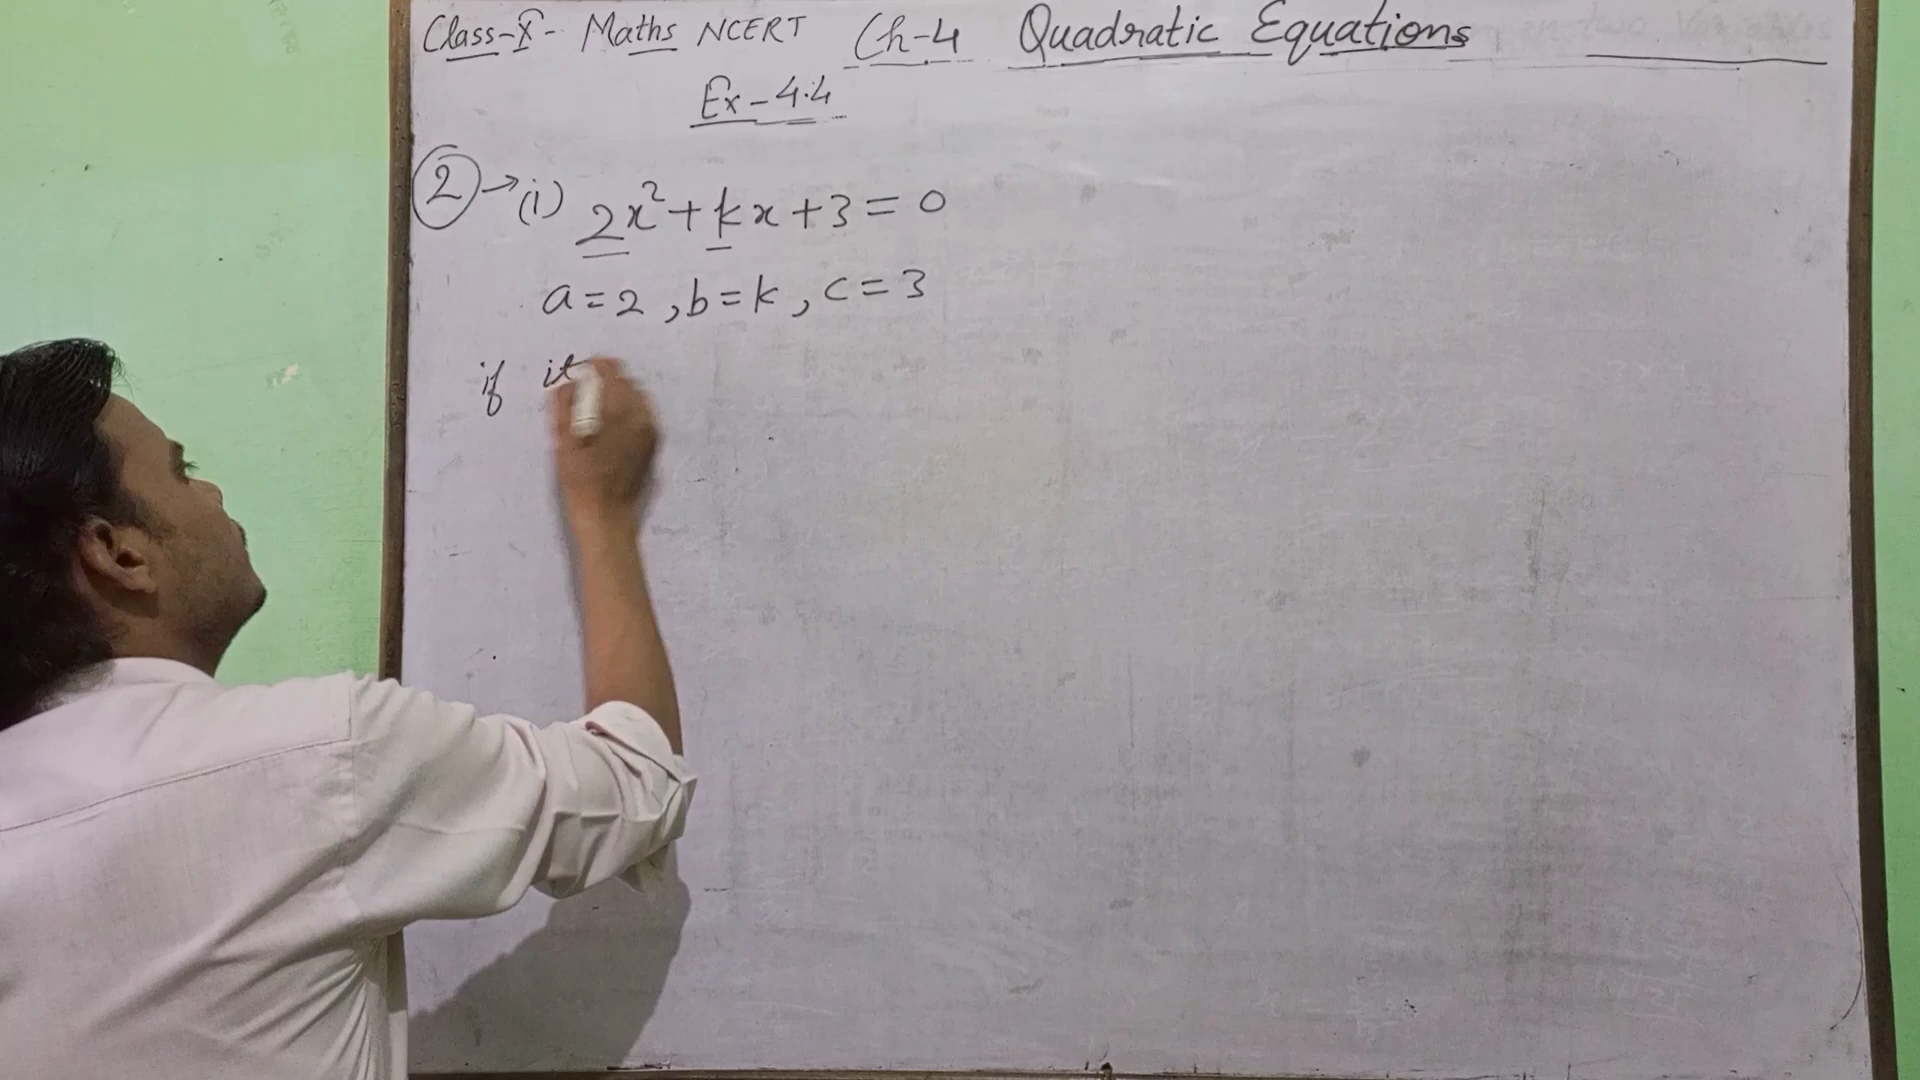 Class-X- Maths NCERT Ch-4 Quadratic Equations
Ex-4.4
2→(i) 2x²+kx+3=0
a=2, b=k, c=3
if it